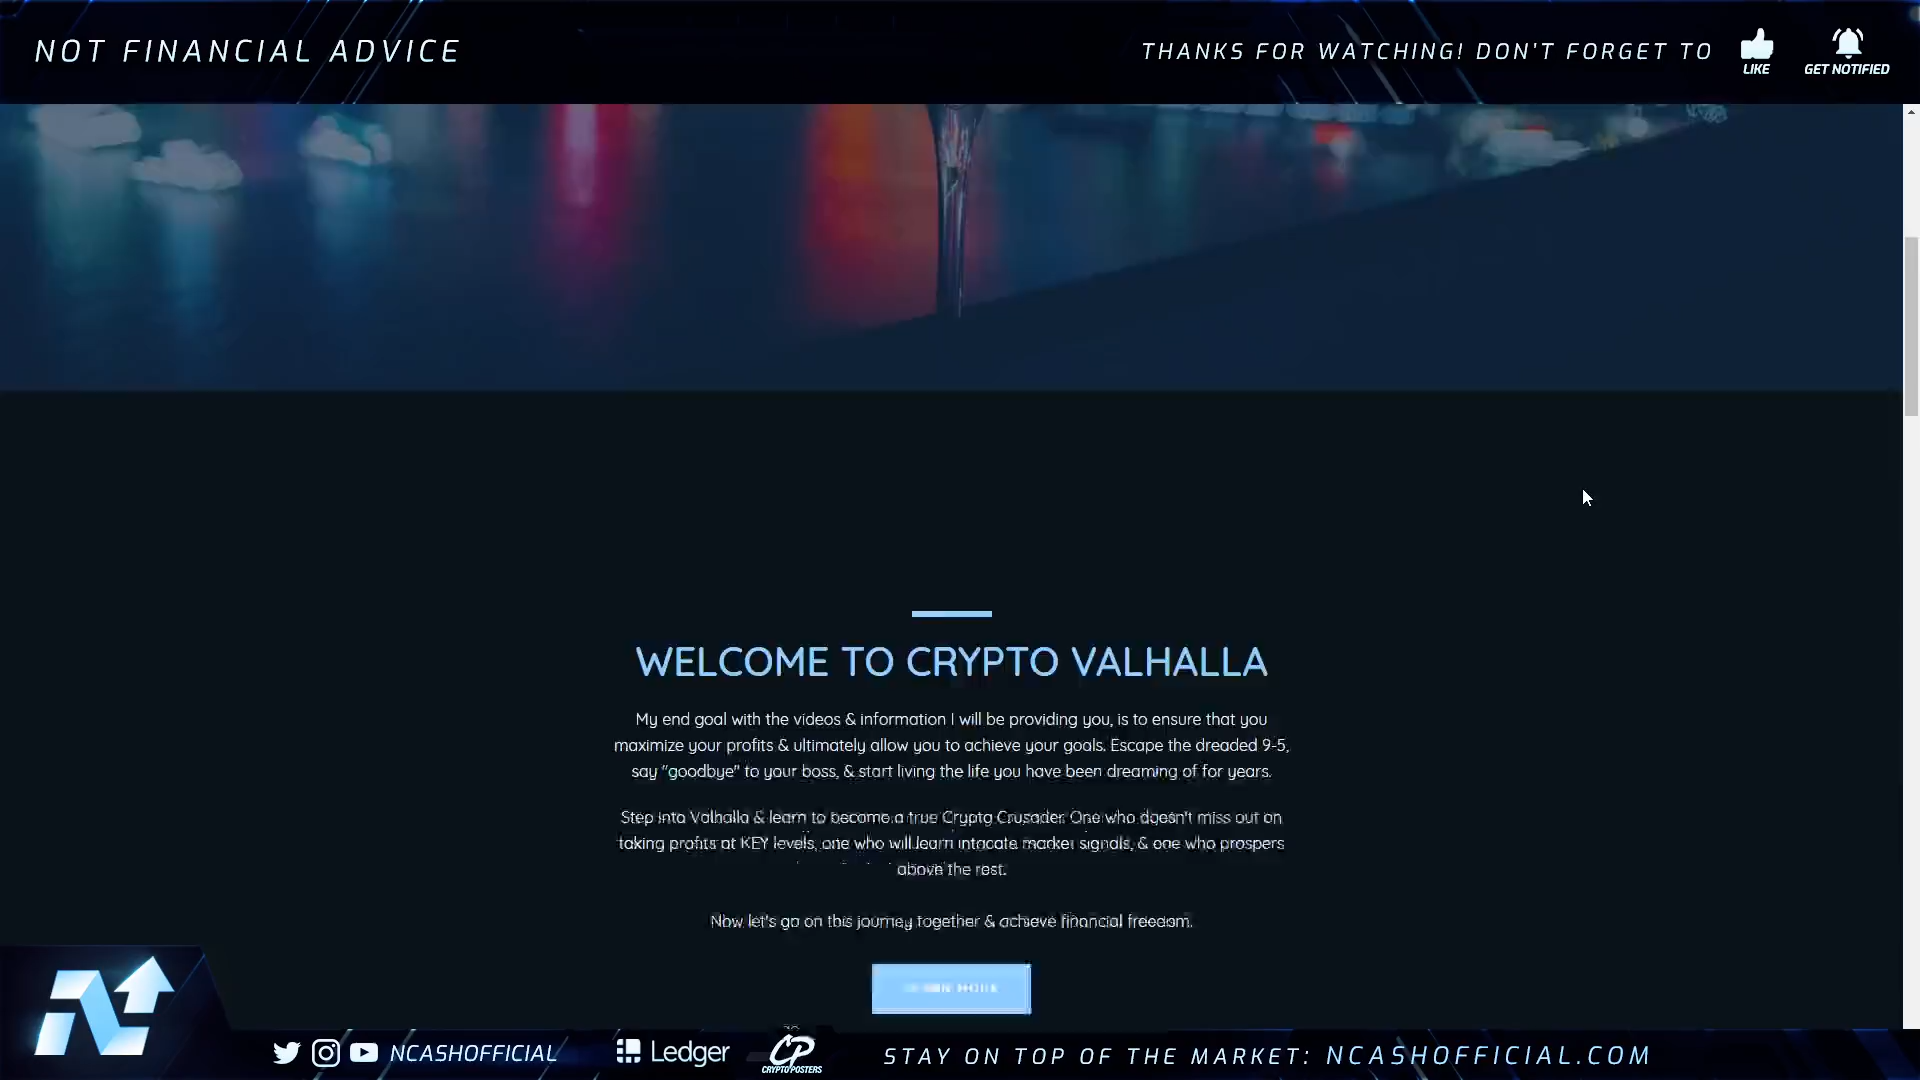 NOT FINANCIAL ADVICE
THANKS FOR WATCHING! DON'T FORGET TO
LIKE
GET NOTIFIED
WELCOME TO CRYPTO VALHALLA
My end goal with the videos & information I will be providing you, is to ensure that you
maximize your profits & ultimately allow you to achieve your goals. Escape the dreaded 9-5,
say "goodbye" to your boss, & start living the life you have been dreaming of for years.
Step into Valhalla & learn to become a true Crypto Crusader. One who doesn't miss out on
taking profits at KEY levels, one who will learn market signals, & one who prospers
above the rest.
Now let's go on this journey together & achieve financial freedom.
NCASHOFFICIAL
Ledger
CP
CRYPTO POSTERS
STAY ON TOP OF THE MARKET: NCASHOFFICIAL.COM